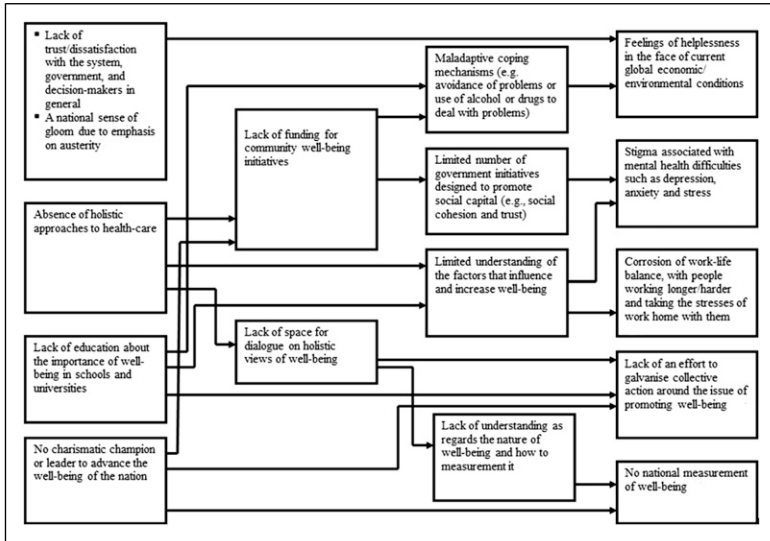 ▪ Lack of
trust/dissatisfaction
with the system,
government, and
decision-makers in
general
▪ A national sense of
gloom due to emphasis
on austerity
Absence of holistic
approaches to health-care
Lack of education about
the importance of well-
being in schools and
universities
No charismatic champion
or leader to advance the
well-being of the nation
Lack of funding for
community well-being
initiatives
Lack of space for
dialogue on holistic
views of well-being
Maladaptive coping
mechanisms (e.g.
avoidance of problems or
use of alcohol or drugs to
deal with problems)
Limited number of
government initiatives
designed to promote
social capital (e.g., social
cohesion and trust)
Limited understanding of
the factors that influence
and increase well-being
Lack of understanding as
regards the nature of
well-being and how to
measurement it
Feelings of helplessness
in the face of current
global economic/
environmental conditions
Stigma associated with
mental health difficulties
such as depression,
anxiety and stress
Corrosion of work-life
balance, with people
working longer/harder
and taking the stresses of
work home with them
Lack of an effort to
galvanise collective
action around the issue of
promoting well-being
No national measurement
of well-being